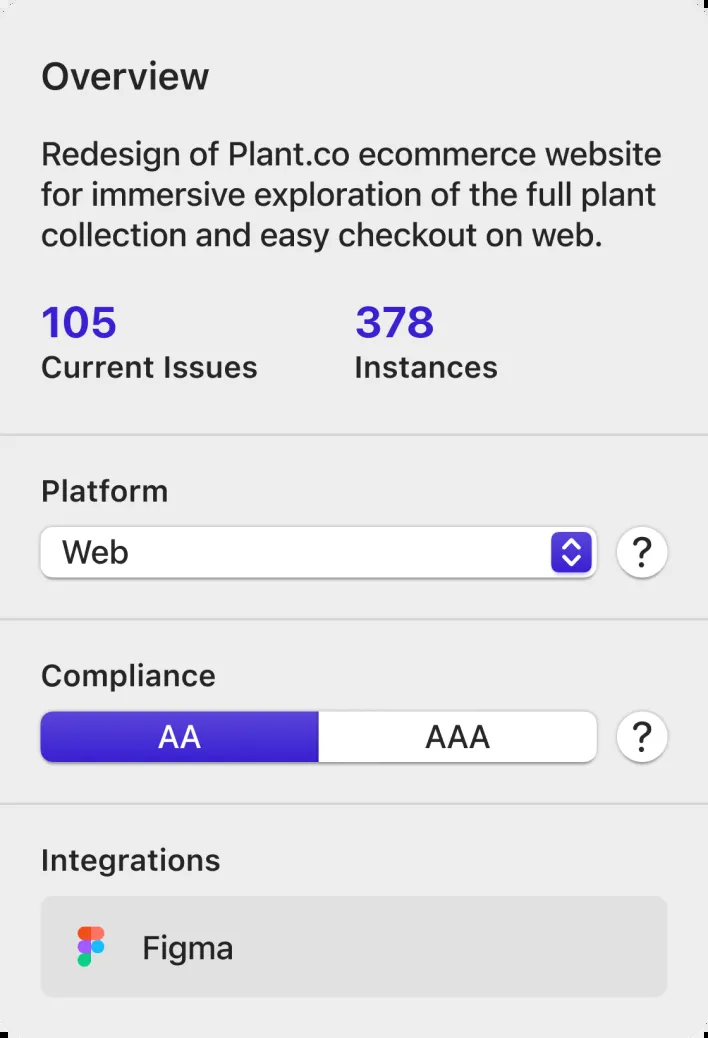 Overview
Redesign of Plant.co ecommerce website
for immersive exploration of the full plant
collection and easy checkout on web.
105 378
Current Issues Instances
Platform
Web ?
Compliance
AA AAA ?
Integrations
Figma